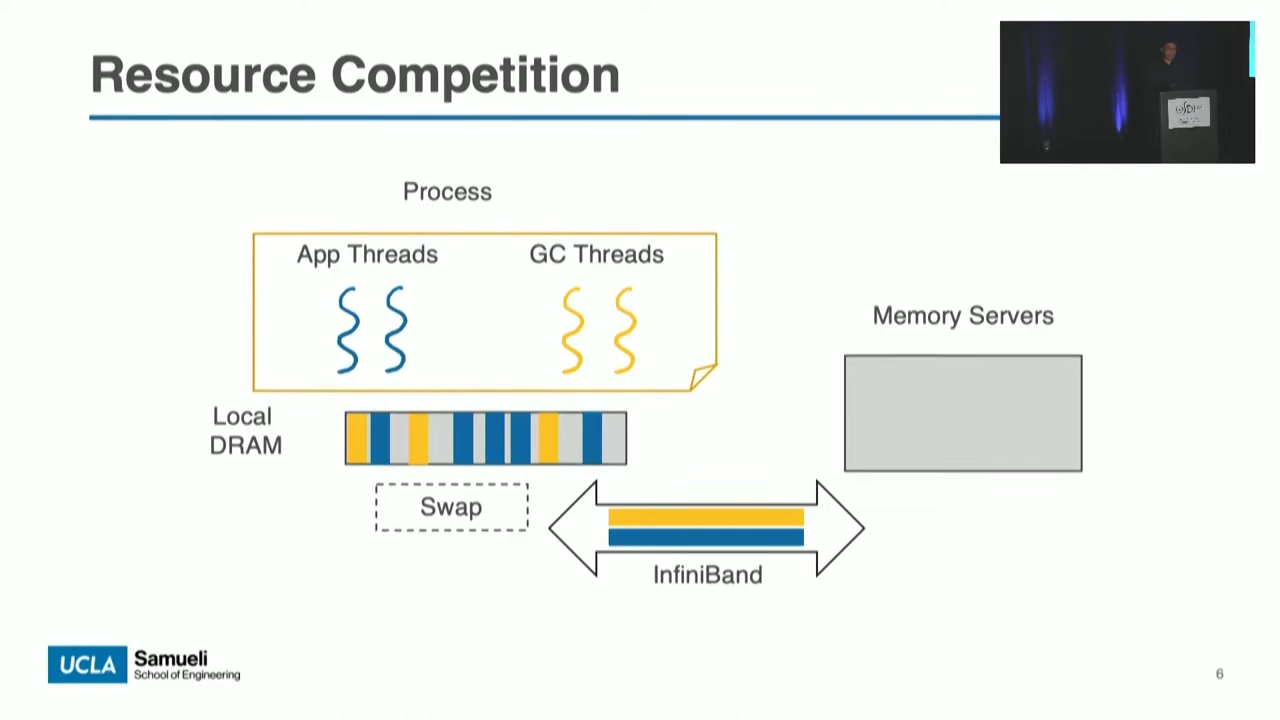 Resource Competition
Process
App Threads
GC Threads
Memory Servers
Local
DRAM
Swap
InfiniBand
UCLA
Samueli
School of Engineering
6